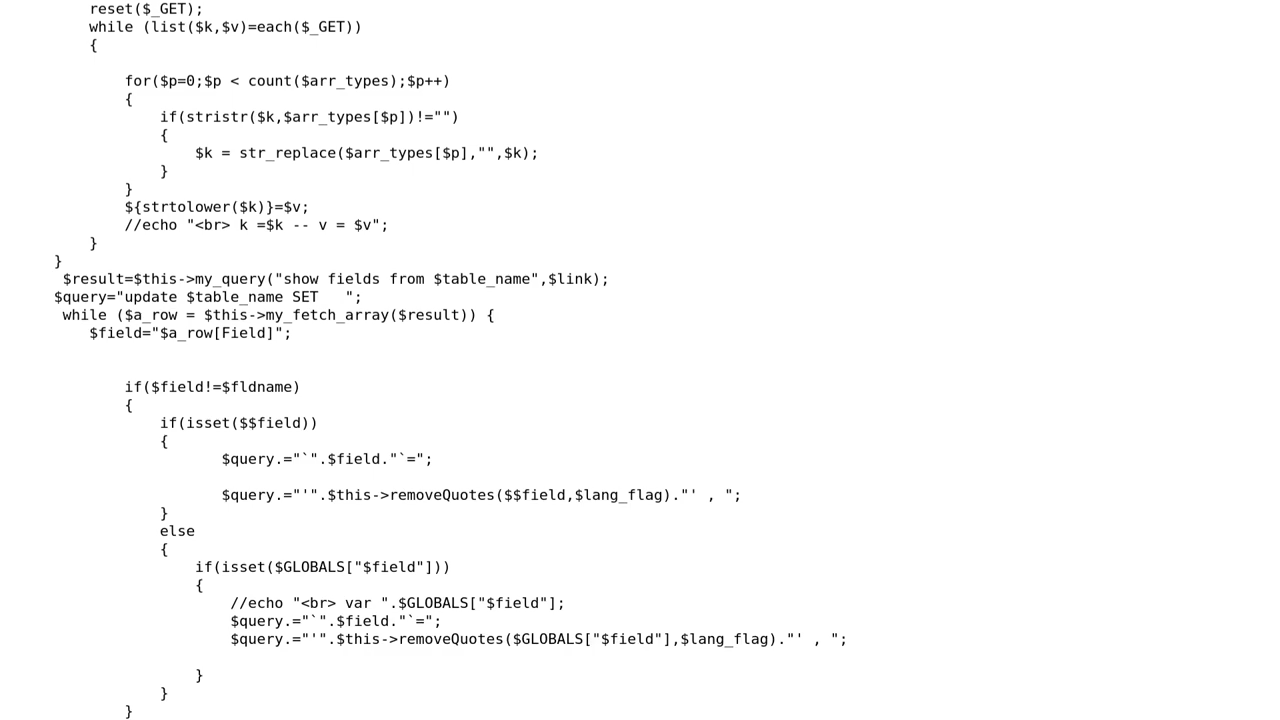 reset($_GET);
while (list($k,$v)=each($_GET))
{
for($p=0;$p < count($arr_types);$p++)
{
if(stristr($k,$arr_types[$p])!="")
{
$k = str_replace($arr_types[$p],"",$k);
}
}
${strtolower($k)}=$v;
//echo "<br> k =$k -- v = $v";
}
}
$result=$this->my_query("show fields from $table_name",$link);
$query="update $table_name SET   ";
while ($a_row = $this->my_fetch_array($result)) {
$field="$a_row[Field]";
if($field!=$fldname)
{
if(isset($$field))
{
$query.="`".$field."`=";
$query.="'".$this->removeQuotes($$field,$lang_flag)."' , ";
}
else
{
if(isset($GLOBALS["$field"]))
{
//echo "<br> var ".$GLOBALS["$field"];
$query.="`".$field."`=";
$query.="'".$this->removeQuotes($GLOBALS["$field"],$lang_flag)."' , ";
}
}
}